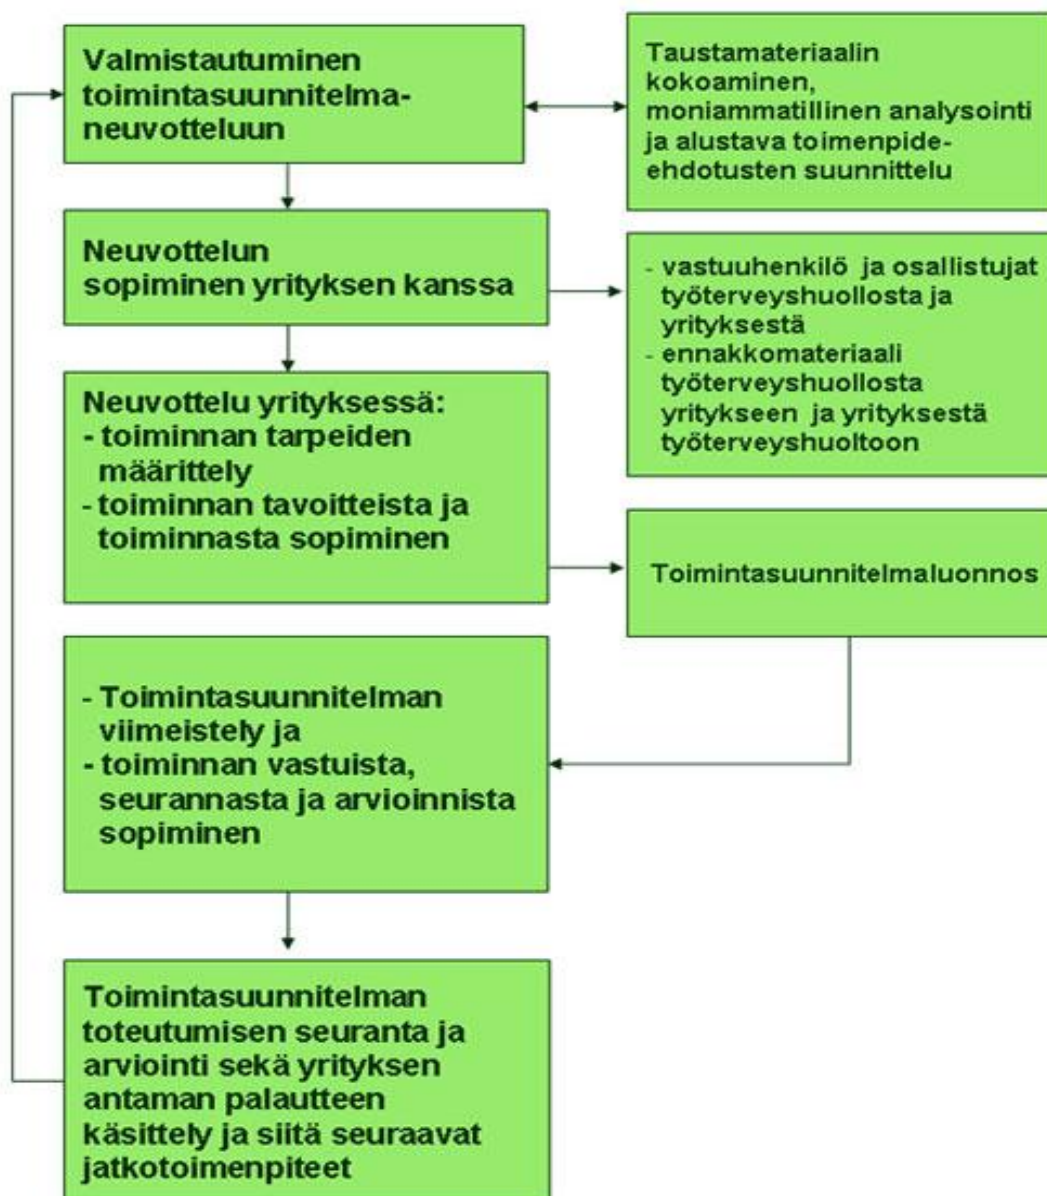 Valmistautuminen
toimintasuunnitelma-
neuvotteluun
Taustamateriaalin
kokoaminen,
moniammatillinen analysointi
ja alustava toimenpide-
ehdotusten suunnittelu
Neuvottelun
sopiminen yrityksen kanssa
- vastuuhenkilö ja osallistujat
työterveyshuollosta ja
yrityksestä
- ennakkomateriaali
työterveyshuollosta
yritykseen ja yrityksestä
työterveyshuoltoon
Neuvottelu yrityksessä:
- toiminnan tarpeiden
määrittely
- toiminnan tavoitteista ja
toiminnasta sopiminen
Toimintasuunnitelmaluonnos
- Toimintasuunnitelman
viimeistely ja
- toiminnan vastuista,
seurannasta ja arvioinnista
sopiminen
Toimintasuunnitelman
toteutumisen seuranta ja
arviointi sekä yrityksen
antaman palautteen
käsittely ja siitä seuraavat
jatkotoimenpiteet